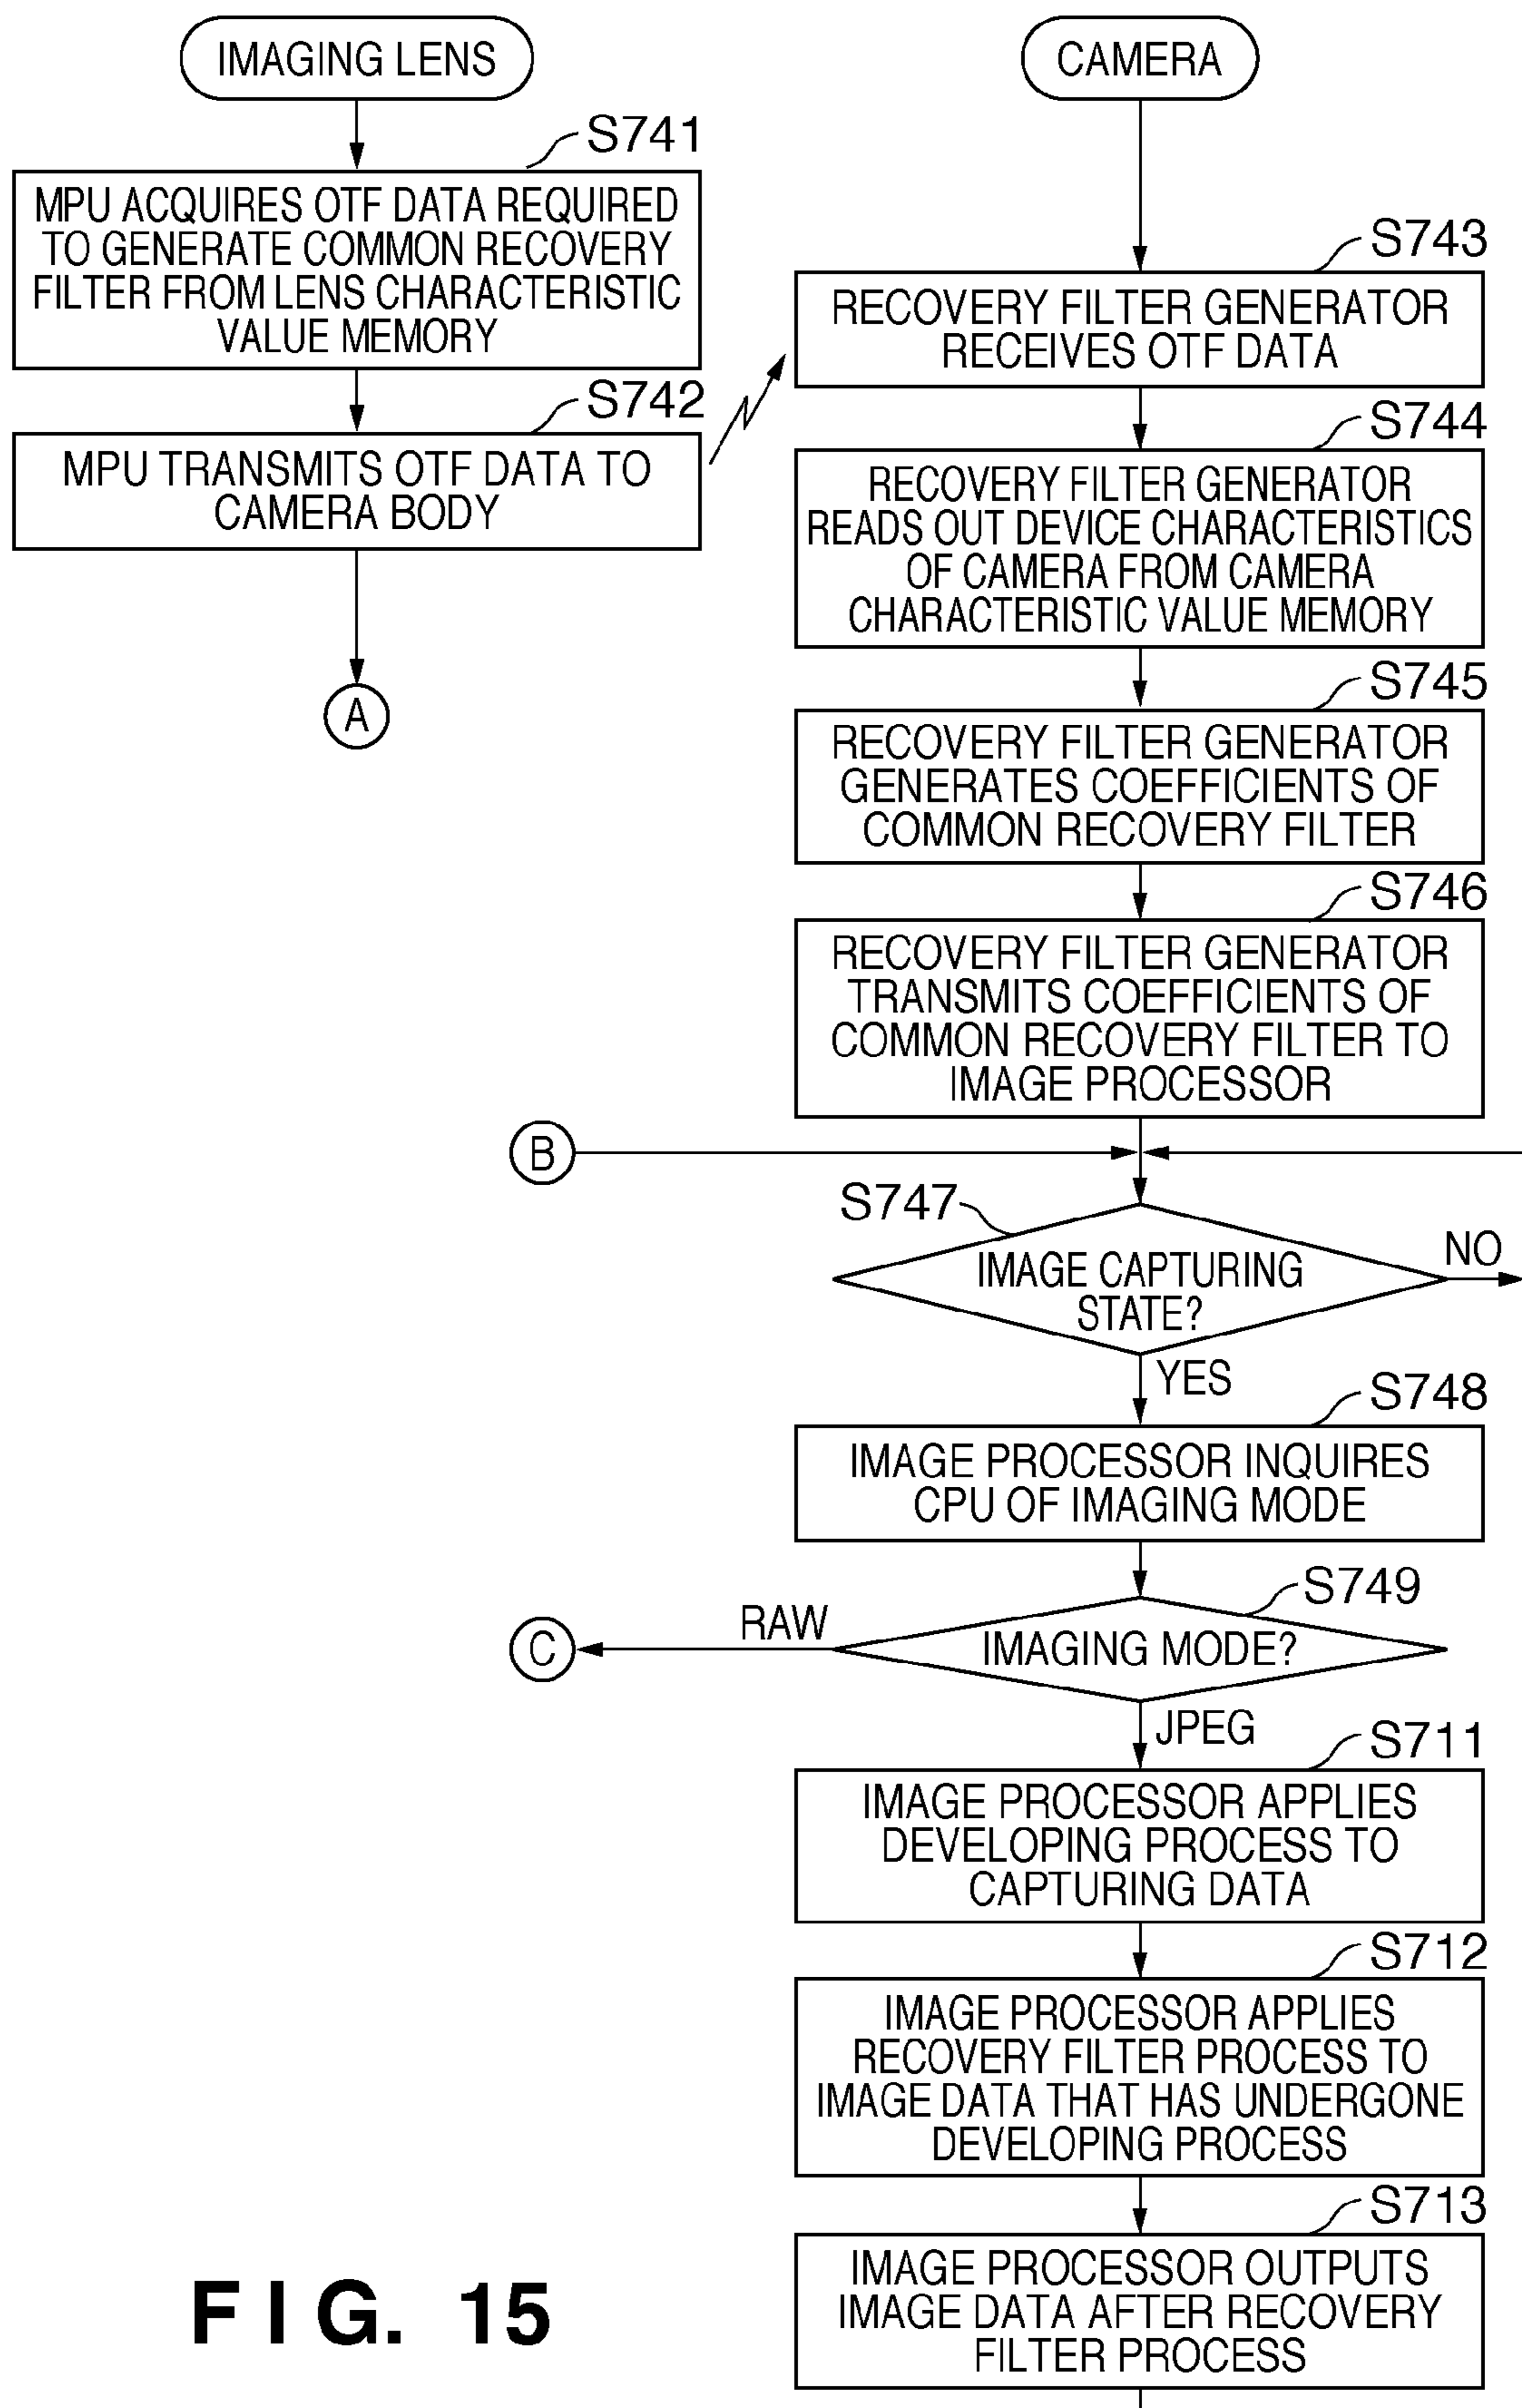 IMAGING LENS
S741
MPU ACQUIRES OTF DATA REQUIRED
TO GENERATE COMMON RECOVERY
FILTER FROM LENS CHARACTERISTIC
VALUE MEMORY
S742
MPU TRANSMITS OTF DATA TO
CAMERA BODY
A
CAMERA
S743
RECOVERY FILTER GENERATOR
RECEIVES OTF DATA
S744
RECOVERY FILTER GENERATOR
READS OUT DEVICE CHARACTERISTICS
OF CAMERA FROM CAMERA
CHARACTERISTIC VALUE MEMORY
S745
RECOVERY FILTER GENERATOR
GENERATES COEFFICIENTS OF
COMMON RECOVERY FILTER
S746
RECOVERY FILTER GENERATOR
TRANSMITS COEFFICIENTS OF
COMMON RECOVERY FILTER TO
IMAGE PROCESSOR
B
S747
IMAGE CAPTURING
STATE?
NO
YES
S748
IMAGE PROCESSOR INQUIRES
CPU OF IMAGING MODE
S749
IMAGING MODE?
RAW
C
JPEG
S711
IMAGE PROCESSOR APPLIES
DEVELOPING PROCESS TO
CAPTURING DATA
S712
IMAGE PROCESSOR APPLIES
RECOVERY FILTER PROCESS TO
IMAGE DATA THAT HAS UNDERGONE
DEVELOPING PROCESS
S713
IMAGE PROCESSOR OUTPUTS
IMAGE DATA AFTER RECOVERY
FILTER PROCESS
FIG. 15